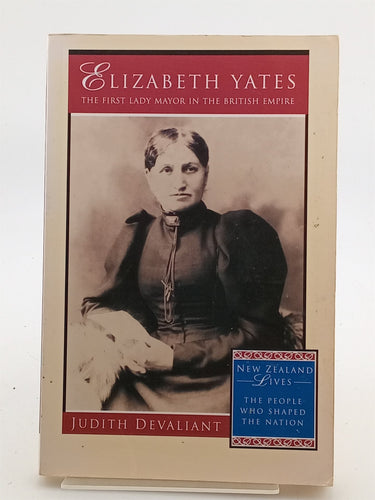 ELIZABETH YATES
THE FIRST LADY MAYOR IN THE BRITISH EMPIRE
NEW ZEALAND
Lives
THE PEOPLE
WHO SHAPED
THE NATION
JUDITH DEVALIANT